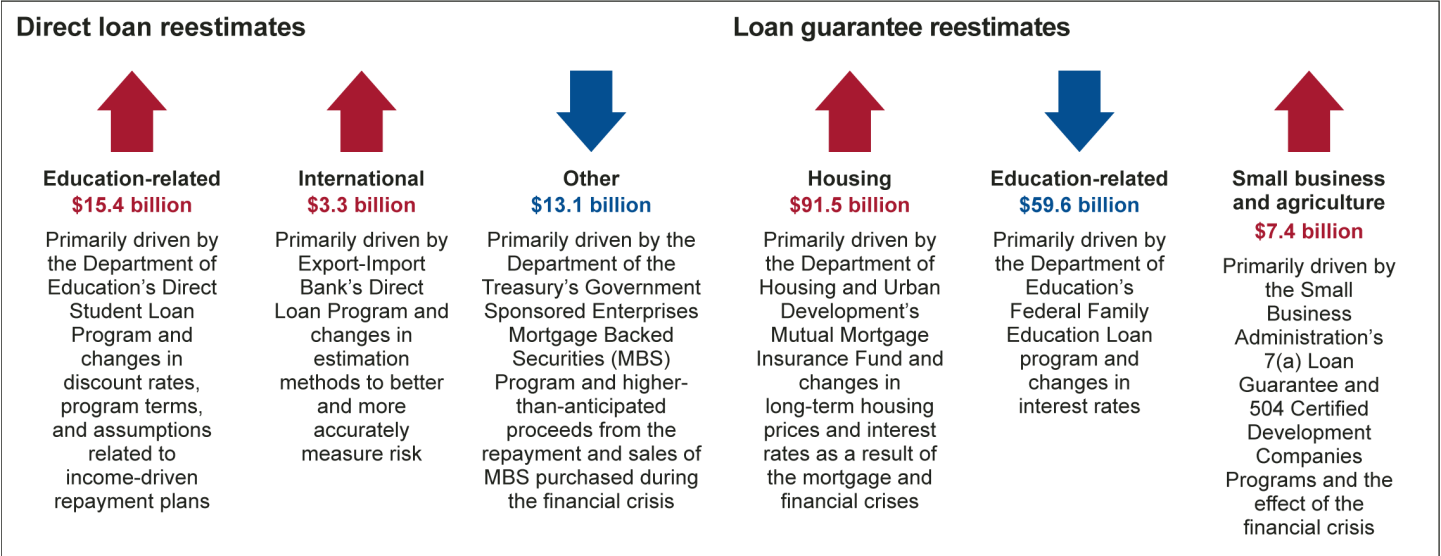 Direct loan reestimates
Education-related
$15.4 billion
Primarily driven by
the Department of
Education’s Direct
Student Loan
Program and
changes in
discount rates,
program terms,
and assumptions
related to
income-driven
repayment plans
International
$3.3 billion
Primarily driven by
Export-Import
Bank’s Direct
Loan Program and
changes in
estimation
methods to better
and more
accurately
measure risk
Other
$13.1 billion
Primarily driven by the
Department of the
Treasury’s Government
Sponsored Enterprises
Mortgage Backed
Securities (MBS)
Program and higher-
than-anticipated
proceeds from the
repayment and sales of
MBS purchased during
the financial crisis
Loan guarantee reestimates
Housing
$91.5 billion
Primarily driven by
the Department of
Housing and Urban
Development’s
Mutual Mortgage
Insurance Fund and
changes in
long-term housing
prices and interest
rates as a result of
the mortgage and
financial crises
Education-related
$59.6 billion
Primarily driven by
the Department of
Education’s
Federal Family
Education Loan
program and
changes in
interest rates
Small business
and agriculture
$7.4 billion
Primarily driven by
the Small
Business
Administration’s
7(a) Loan
Guarantee and
504 Certified
Development
Companies
Programs and the
effect of the
financial crisis